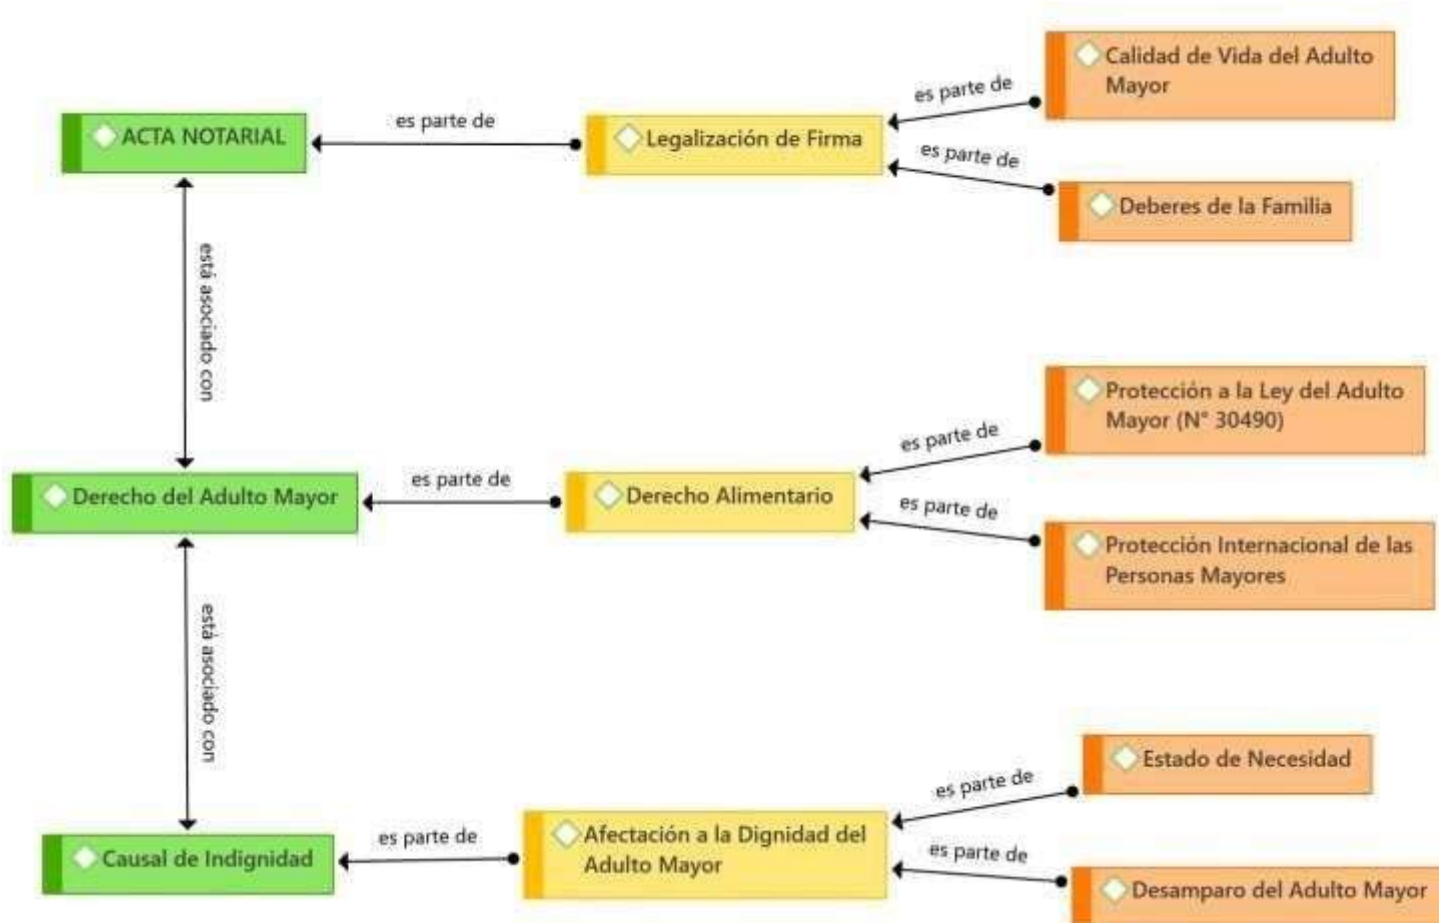 Calidad de Vida del Adulto
Mayor
es parte de
ACTA NOTARIAL
es parte de
Legalización de Firma
es parte de
Deberes de la Familia
está asociado con
Protección a la Ley del Adulto
Mayor (N° 30490)
es parte de
Derecho del Adulto Mayor
es parte de
Derecho Alimentario
es parte de
Protección Internacional de las
Personas Mayores
está asociado con
Estado de Necesidad
es parte de
Causal de Indignidad
es parte de
Afectación a la Dignidad del
Adulto Mayor
es parte de
Desamparo del Adulto Mayor